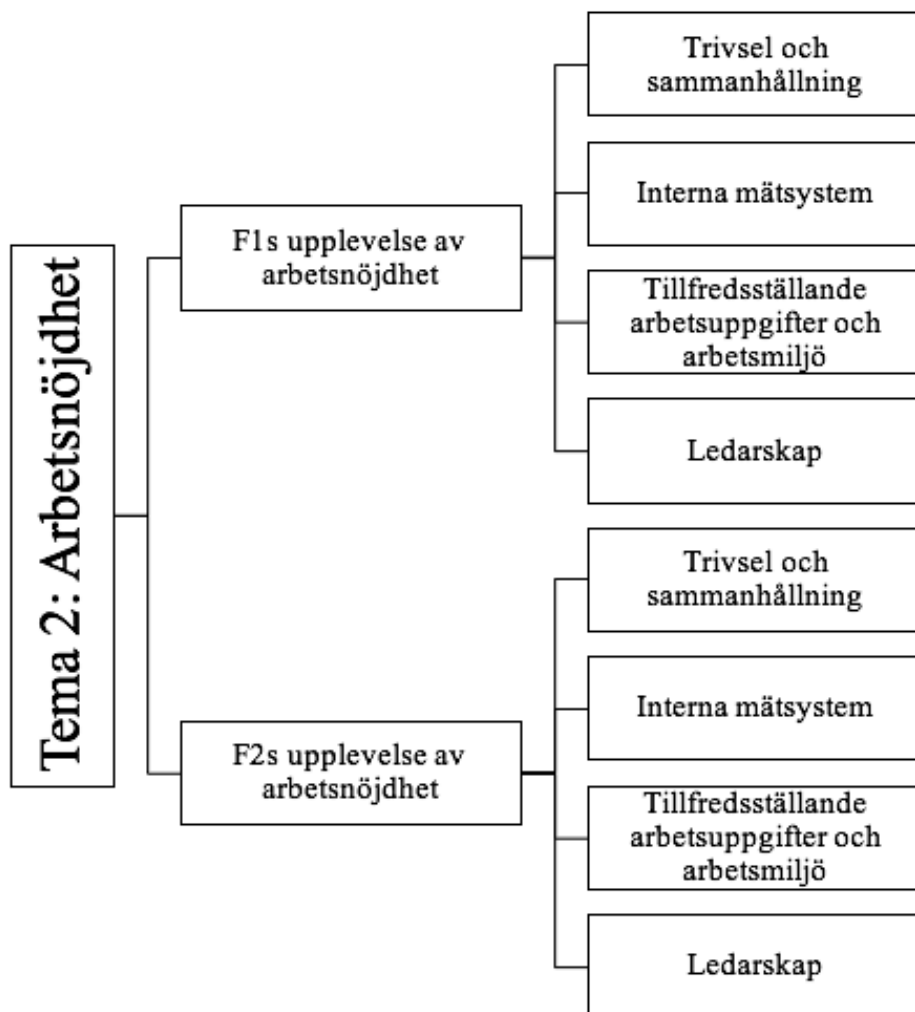 Tema 2: Arbetsnöjdhet
F1s upplevelse av
arbetsnöjdhet
Trivsel och
sammanhållning
Interna mätsystem
Tillfredsställande
arbetsuppgifter och
arbetsmiljö
Ledarskap
F2s upplevelse av
arbetsnöjdhet
Trivsel och
sammanhållning
Interna mätsystem
Tillfredsställande
arbetsuppgifter och
arbetsmiljö
Ledarskap